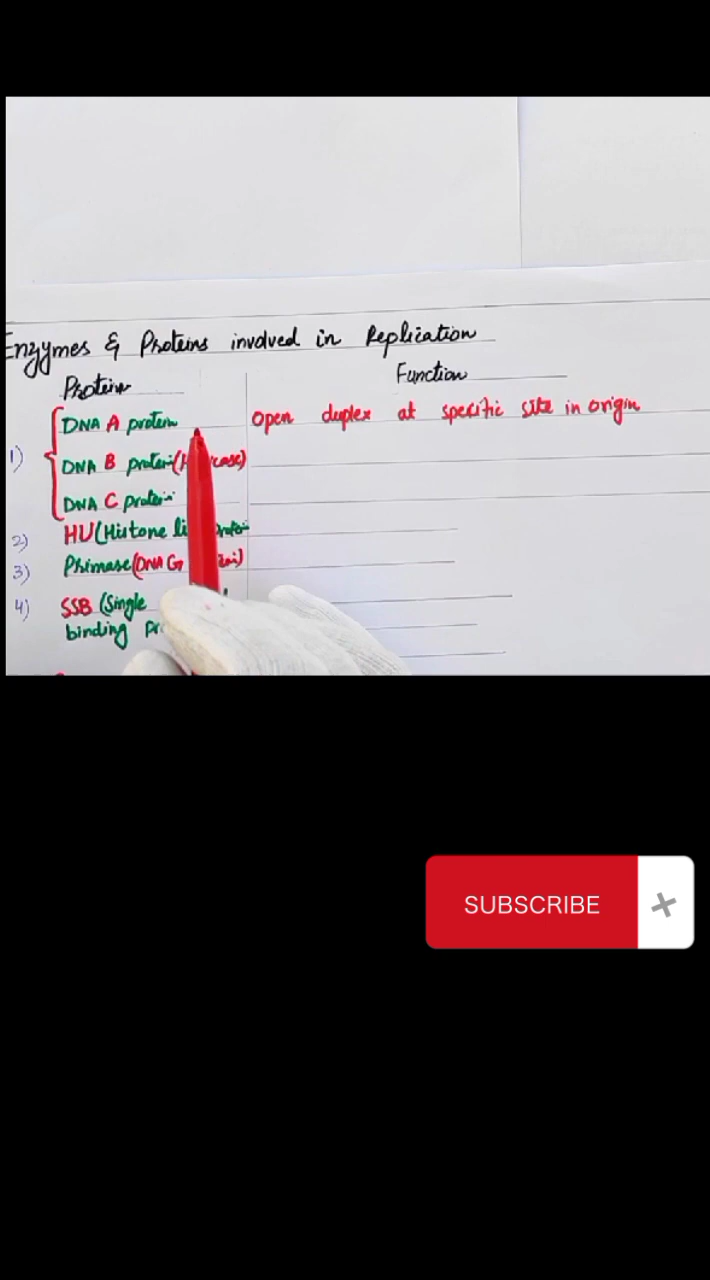 Enzymes & Proteins involved in Replication
Protein Function
1) DNA A protein open duplex at specific site in origin
DNA B protein
DNA C protein
2) HU (Histone
3) Primase (DNA G
4) SSB (Single
binding
SUBSCRIBE